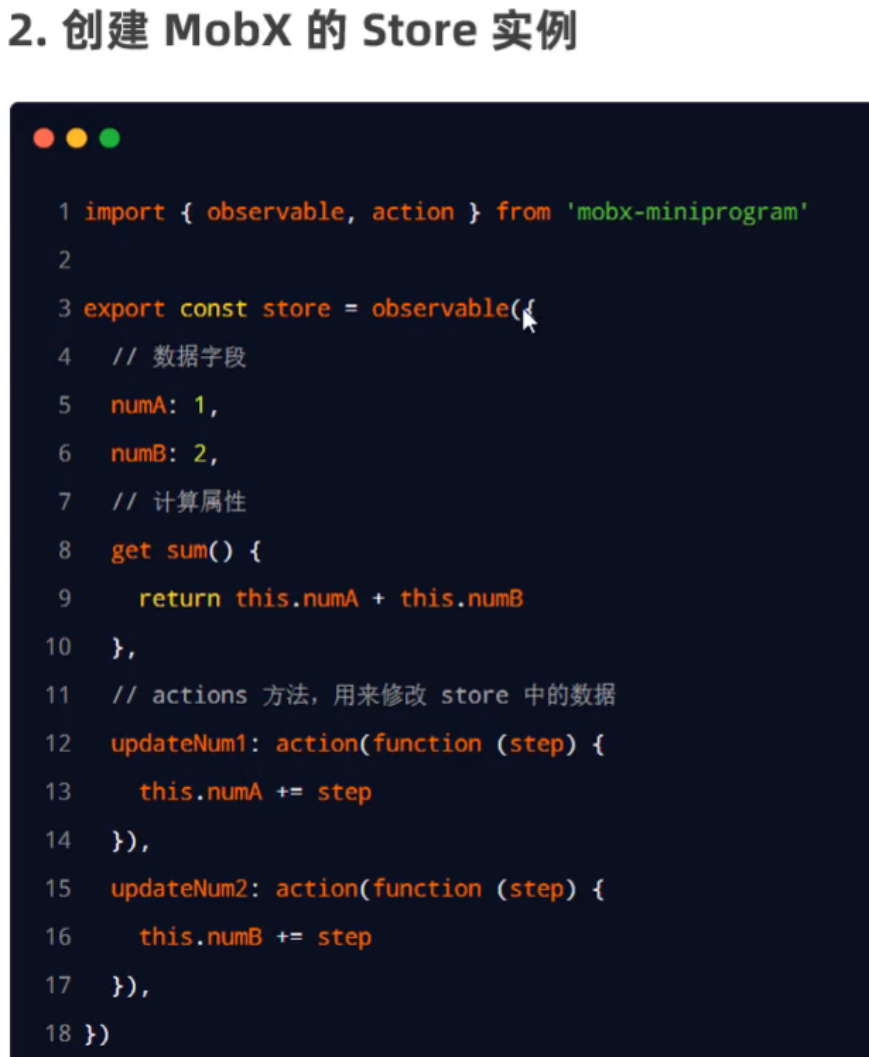 2. 创建 MobX 的 Store 实例
1 import { observable, action } from 'mobx-miniprogram'
2
3 export const store = observable({
4   // 数据字段
5   numA: 1,
6   numB: 2,
7   // 计算属性
8   get sum() {
9     return this.numA + this.numB
10   },
11   // actions 方法，用来修改 store 中的数据
12   updateNum1: action(function (step) {
13     this.numA += step
14   }),
15   updateNum2: action(function (step) {
16     this.numB += step
17   }),
18 })